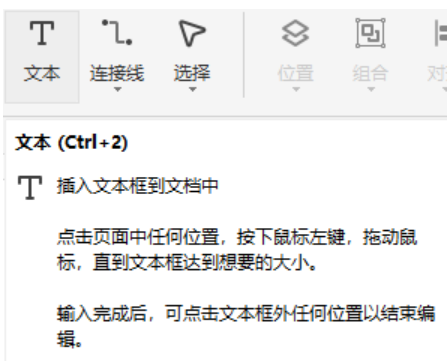 文本 连接线 选择 位置 组合
文本 (Ctrl+2)
插入文本框到文档中
点击页面中任何位置，按下鼠标左键，拖动鼠
标，直到文本框达到想要的大小。
输入完成后，可点击文本框外任何位置以结束编
辑。